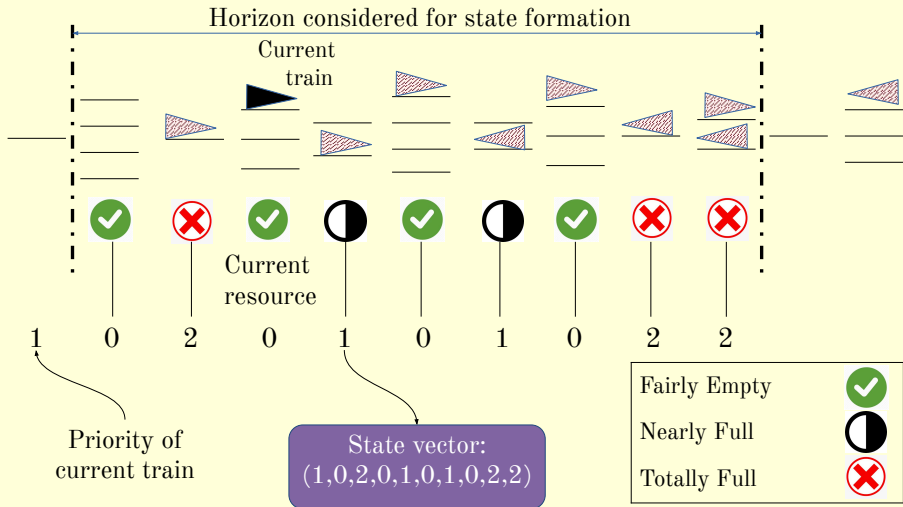 Horizon considered for state formation
Current
train
Current
resource
1 0 2 0 1 0 1 0 2 2
Priority of
current train
State vector:
(1,0,2,0,1,0,1,0,2,2)
Fairly Empty
Nearly Full
Totally Full